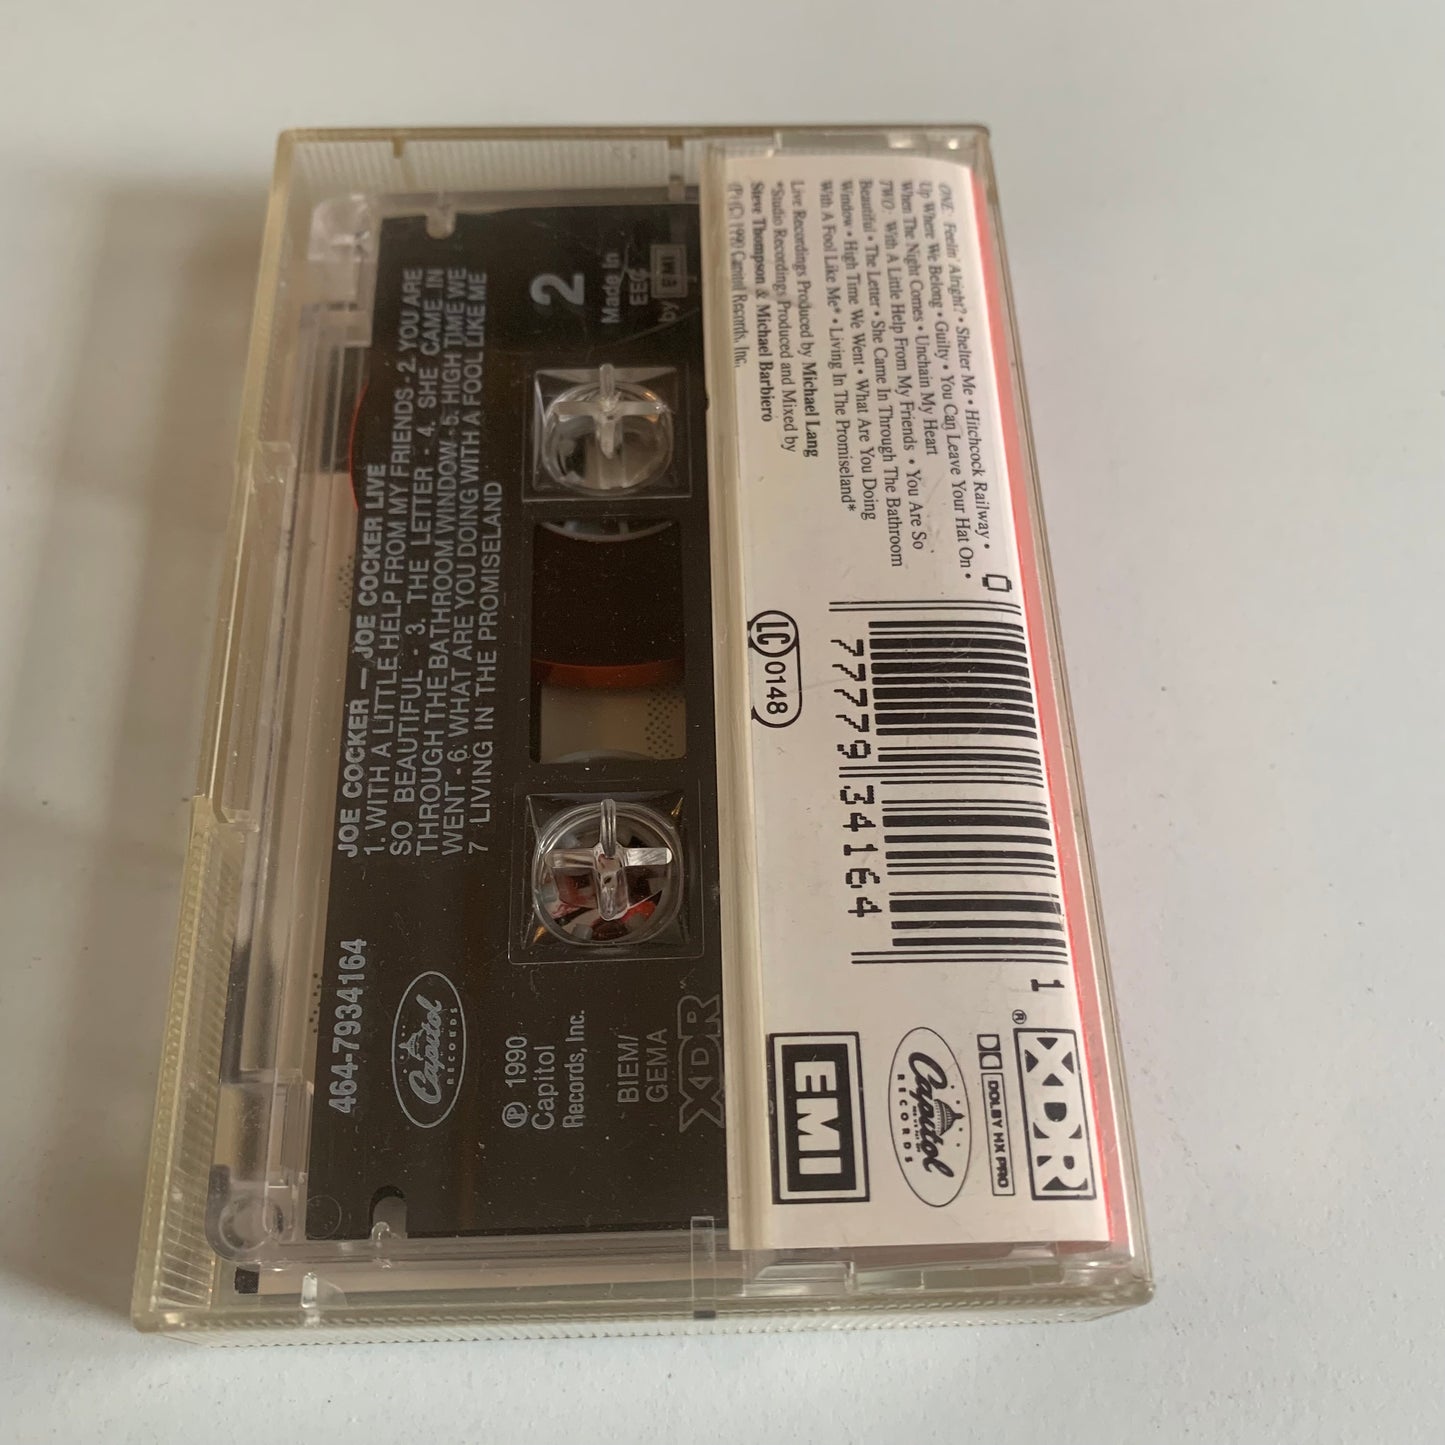 JOE COCKER — JOE COCKER LIVE
1. WITH A LITTLE HELP FROM MY FRIENDS - 2. YOU ARE
SO BEAUTIFUL - 3. THE LETTER - 4. SHE CAME IN
THROUGH THE BATHROOM WINDOW - 5. HIGH TIME WE
WENT - 6. WHAT ARE YOU DOING WITH A FOOL LIKE ME
7 LIVING IN THE PROMISELAND
2
Made In
EEC
by EMI
464-7934164
Capitol
RECORDS
℗ 1990
Capitol
Records, Inc.
BIEM/
GEMA
XDR
ONE: Feelin' Alright? • Shelter Me • Hitchcock Railway •
Up Where We Belong • Guilty • You Can Leave Your Hat On •
When The Night Comes • Unchain My Heart
TWO: With A Little Help From My Friends • You Are So
Beautiful • The Letter • She Came In Through The Bathroom
Window • High Time We Went • What Are You Doing
With A Fool Like Me* • Living In The Promiseland*
Live Recordings Produced by Michael Lang
*Studio Recordings Produced and Mixed by
Steve Thompson & Michael Barbiero
(P) (C) 1990 Capitol Records, Inc.
LC 0148
0 77779 34164 1
XDR ®
DOLBY HX PRO
Capitol
RECORDS
EMI